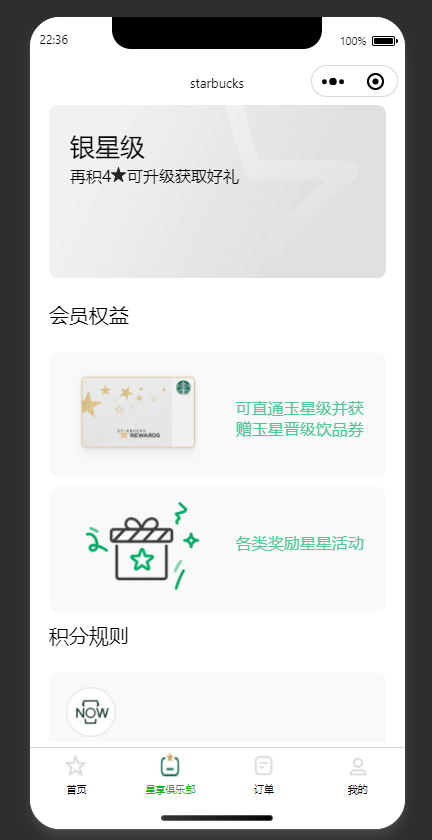 22:36
100%
starbucks
银星级
再积4★可升级获取好礼
会员权益
STARBUCKS
REWARDS
可直通玉星级并获
赠玉星晋级饮品券
各类奖励星星活动
积分规则
NOW
首页
星享俱乐部
订单
我的